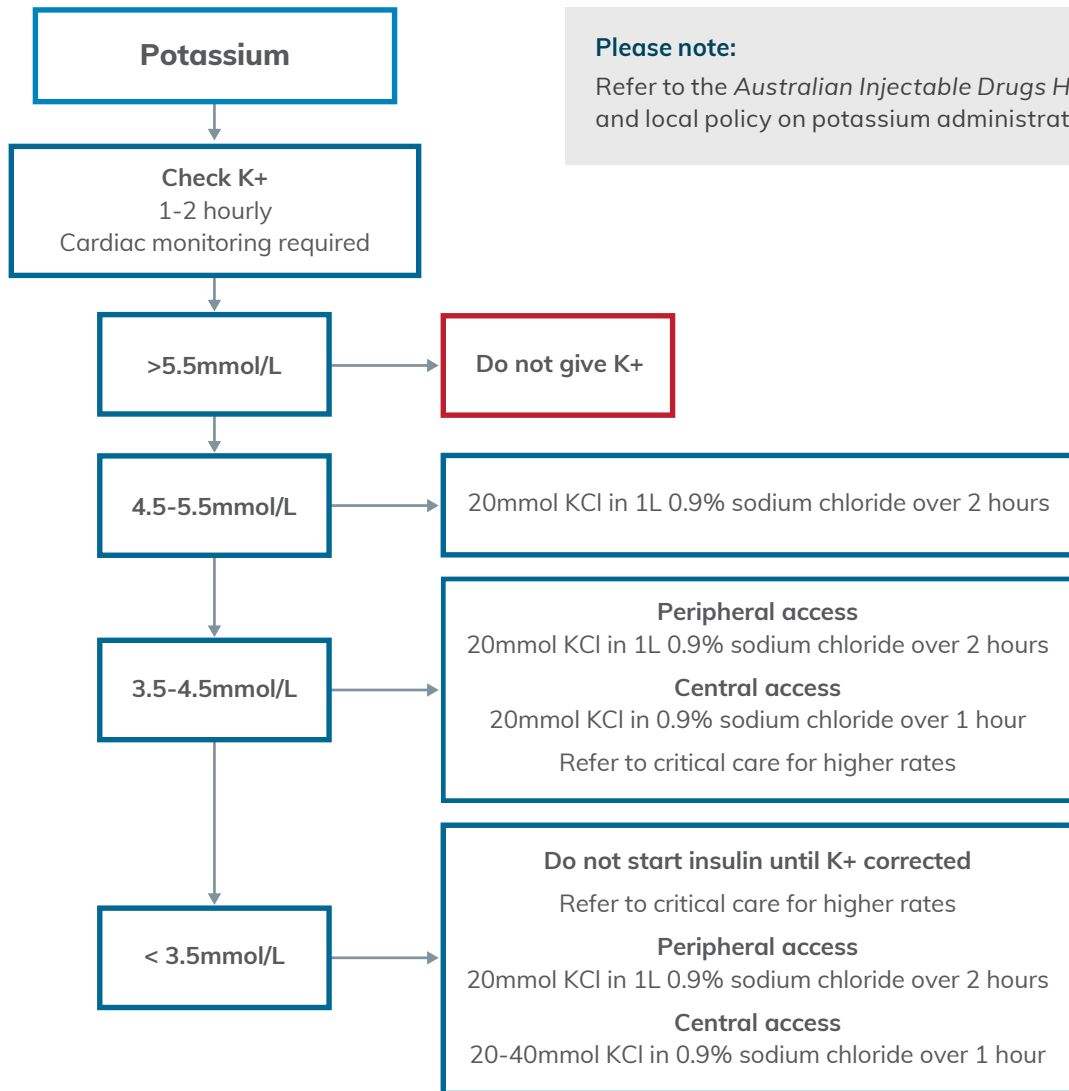 Potassium
Please note:
Refer to the Australian Injectable Drugs H
and local policy on potassium administrat
Check K+
1-2 hourly
Cardiac monitoring required
>5.5mmol/L
Do not give K+
4.5-5.5mmol/L
20mmol KCl in 1L 0.9% sodium chloride over 2 hours
3.5-4.5mmol/L
Peripheral access
20mmol KCl in 1L 0.9% sodium chloride over 2 hours
Central access
20mmol KCl in 0.9% sodium chloride over 1 hour
Refer to critical care for higher rates
< 3.5mmol/L
Do not start insulin until K+ corrected
Refer to critical care for higher rates
Peripheral access
20mmol KCl in 1L 0.9% sodium chloride over 2 hours
Central access
20-40mmol KCl in 0.9% sodium chloride over 1 hour